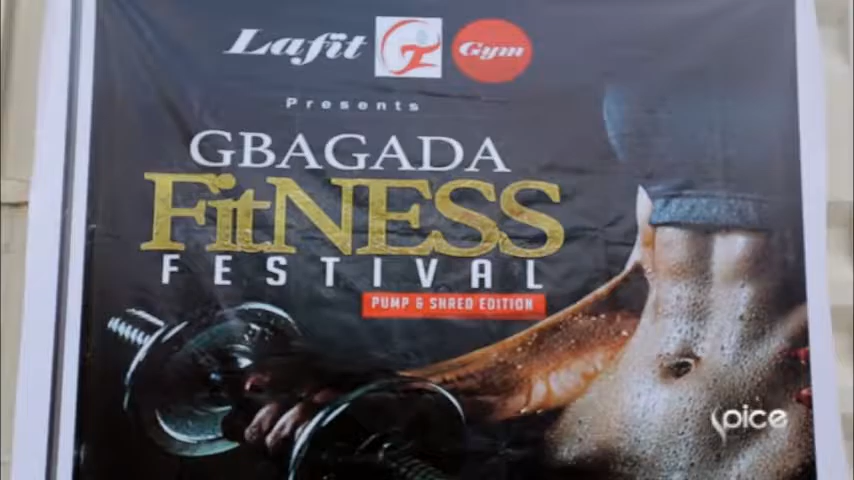 Lafit Gym
Presents
GBAGADA
FitNESS
FESTIVAL
PUMP & SHRED EDITION
spice